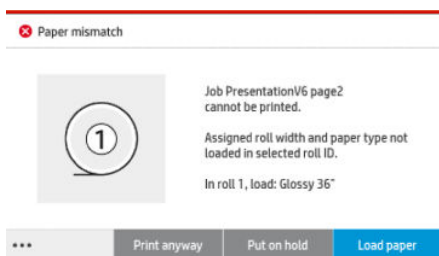 Paper mismatch
1
Job PresentationV6 page2
cannot be printed.
Assigned roll width and paper type not
loaded in selected roll ID.
In roll 1, load: Glossy 36"
Print anyway
Put on hold
Load paper